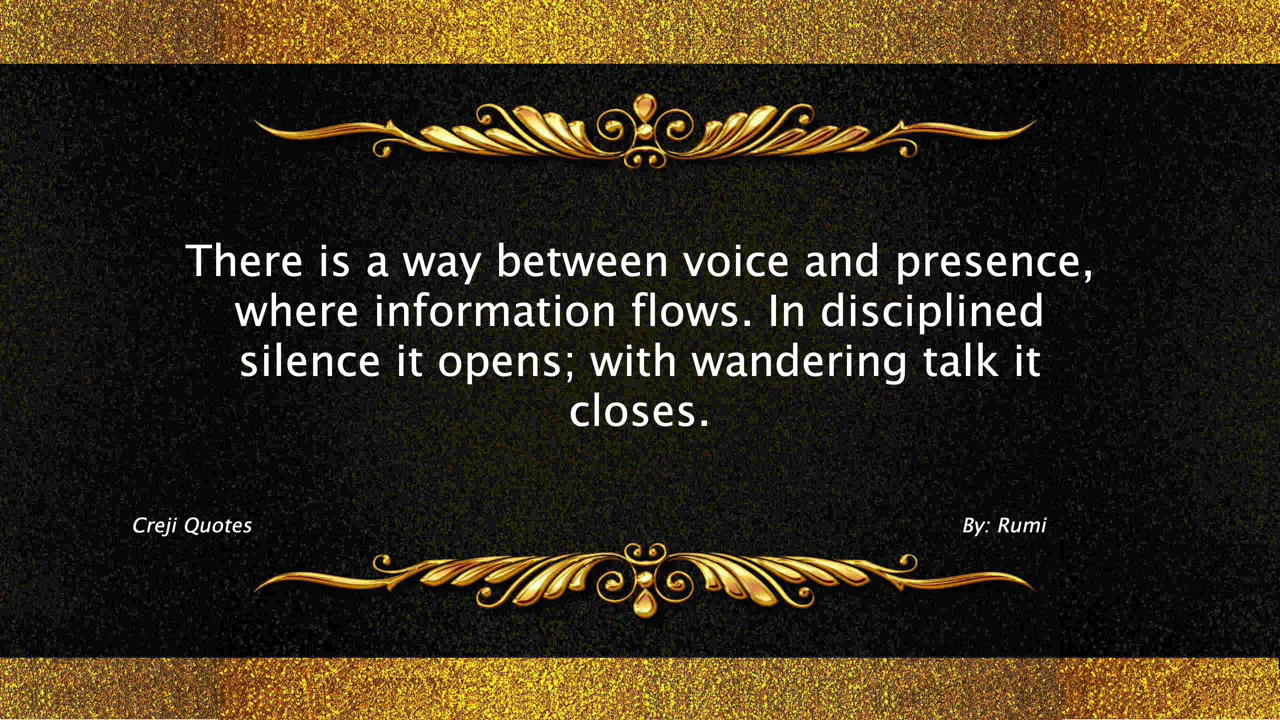 There is a way between voice and presence,
where information flows. In disciplined
silence it opens; with wandering talk it
closes.
Creji Quotes
By: Rumi